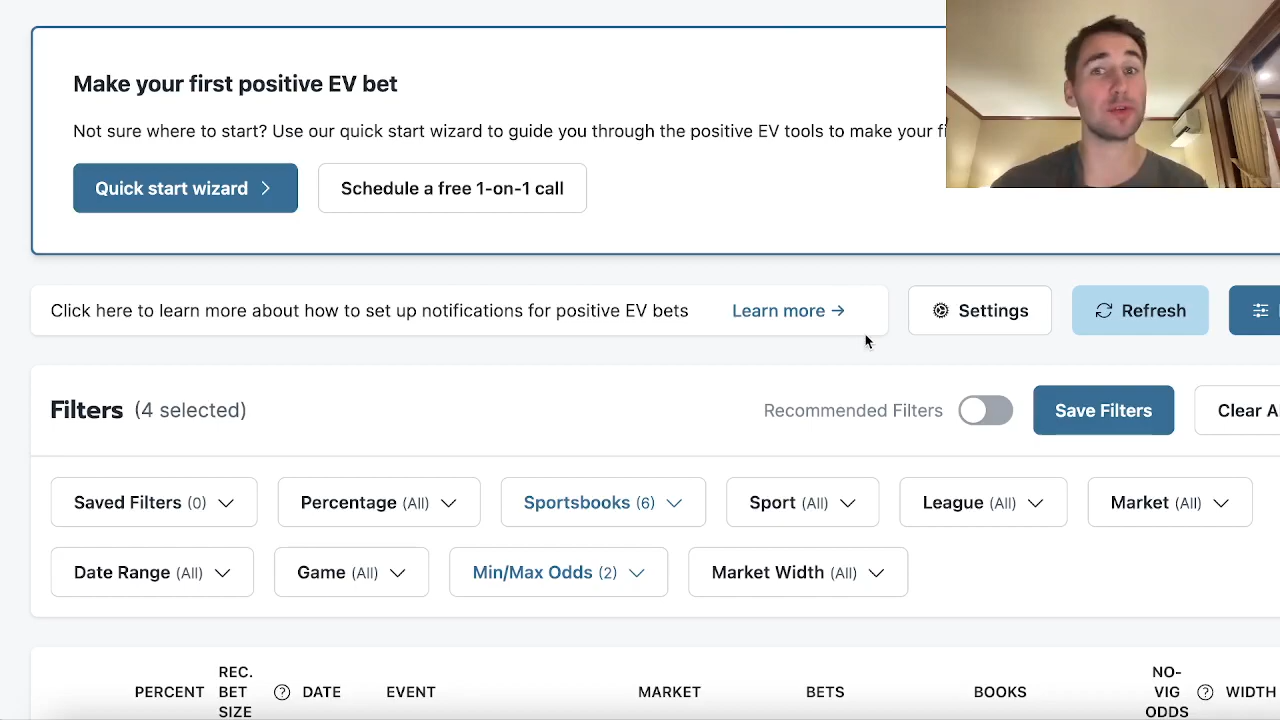 Make your first positive EV bet
Not sure where to start? Use our quick start wizard to guide you through the positive EV tools to make your
Quick start wizard
Schedule a free 1-on-1 call
Click here to learn more about how to set up notifications for positive EV bets
Learn more →
Settings
Refresh
Filters (4 selected)
Recommended Filters
Save Filters
Clear
Saved Filters (0)
Percentage (All)
Sportsbooks (6)
Sport (All)
League (All)
Market (All)
Date Range (All)
Game (All)
Min/Max Odds (2)
Market Width (All)
PERCENT
REC.
BET
SIZE
?
DATE
EVENT
MARKET
BETS
BOOKS
NO-
VIG
ODDS
?
WIDTH